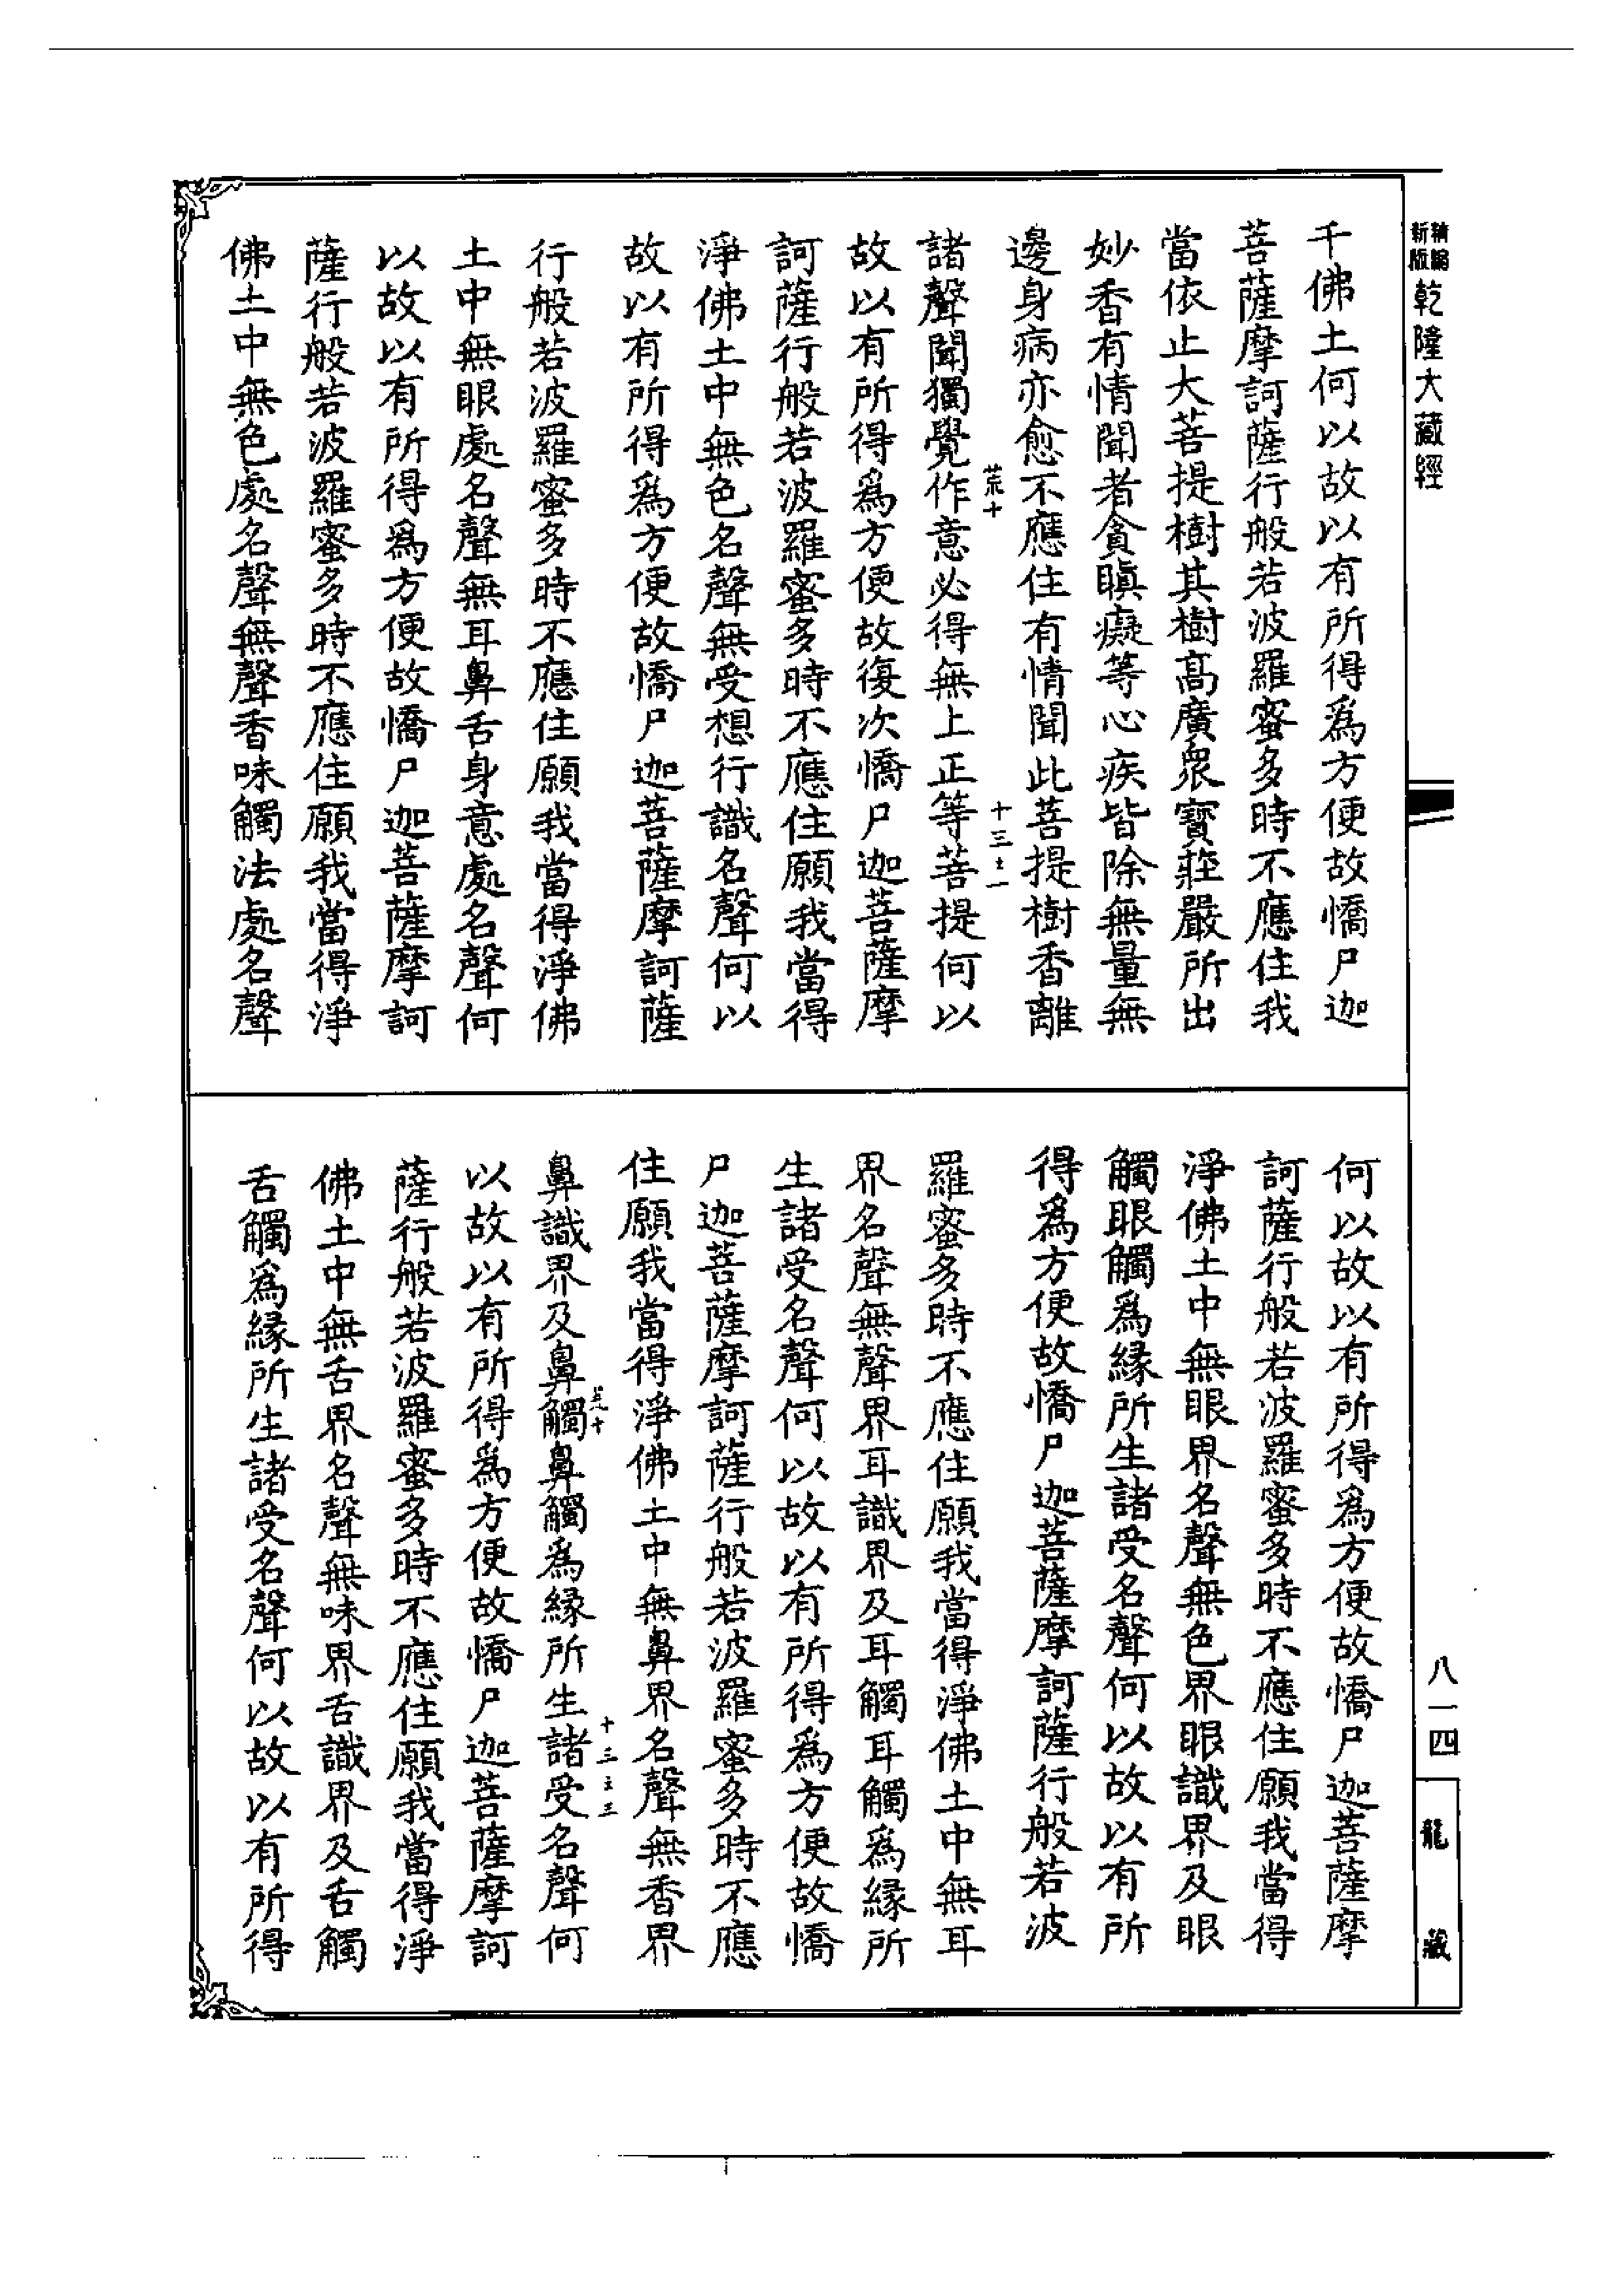 精編
新版
乾隆大藏經
千佛土何以故以有所得爲方便故憍尸迦
菩薩摩訶薩行般若波羅蜜多時不應住我
當依止大菩提樹其樹高廣衆寶莊嚴所出
妙香有情聞者貪瞋癡等心疾皆除無量無
邊身病亦愈不應住有情聞此菩提樹香離
諸聲聞獨覺作意必得無上正等菩提何以
故以有所得爲方便故復次憍尸迦菩薩摩
訶薩行般若波羅蜜多時不應住願我當得
淨佛土中無色名聲無受想行識名聲何以
故以有所得爲方便故憍尸迦菩薩摩訶薩
行般若波羅蜜多時不應住願我當得淨佛
土中無眼處名聲無耳鼻舌身意處名聲何
以故以有所得爲方便故憍尸迦菩薩摩訶
薩行般若波羅蜜多時不應住願我當得淨
佛土中無色處名聲無聲香味觸法處名聲
何以故以有所得爲方便故憍尸迦菩薩摩
訶薩行般若波羅蜜多時不應住願我當得
淨佛土中無眼界名聲無色界眼識界及眼
觸眼觸爲緣所生諸受名聲何以故以有所
得爲方便故憍尸迦菩薩摩訶薩行般若波
羅蜜多時不應住願我當得淨佛土中無耳
界名聲無聲界耳識界及耳觸耳觸爲緣所
生諸受名聲何以故以有所得爲方便故憍
尸迦菩薩摩訶薩行般若波羅蜜多時不應
住願我當得淨佛土中無鼻界名聲無香界
鼻識界及鼻觸鼻觸爲緣所生諸受名聲何
以故以有所得爲方便故憍尸迦菩薩摩訶
薩行般若波羅蜜多時不應住願我當得淨
佛土中無舌界名聲無味界舌識界及舌觸
舌觸爲緣所生諸受名聲何以故以有所得
八一四
龍藏